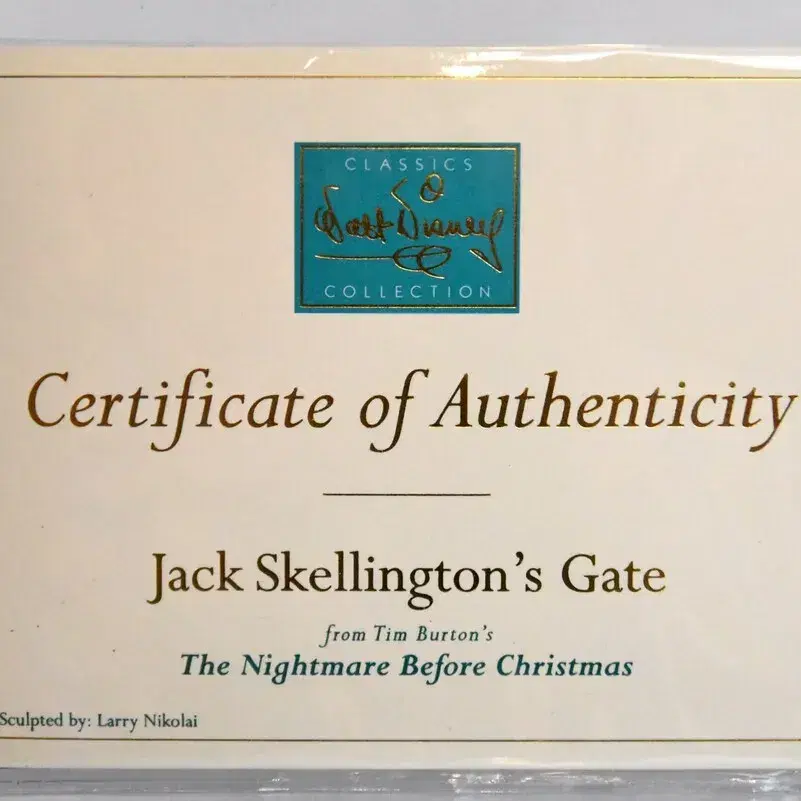 CLASSICS
Walt Disney
COLLECTION
Certificate of Authenticity
Jack Skellington's Gate
from Tim Burton's
The Nightmare Before Christmas
Sculpted by: Larry Nikolai